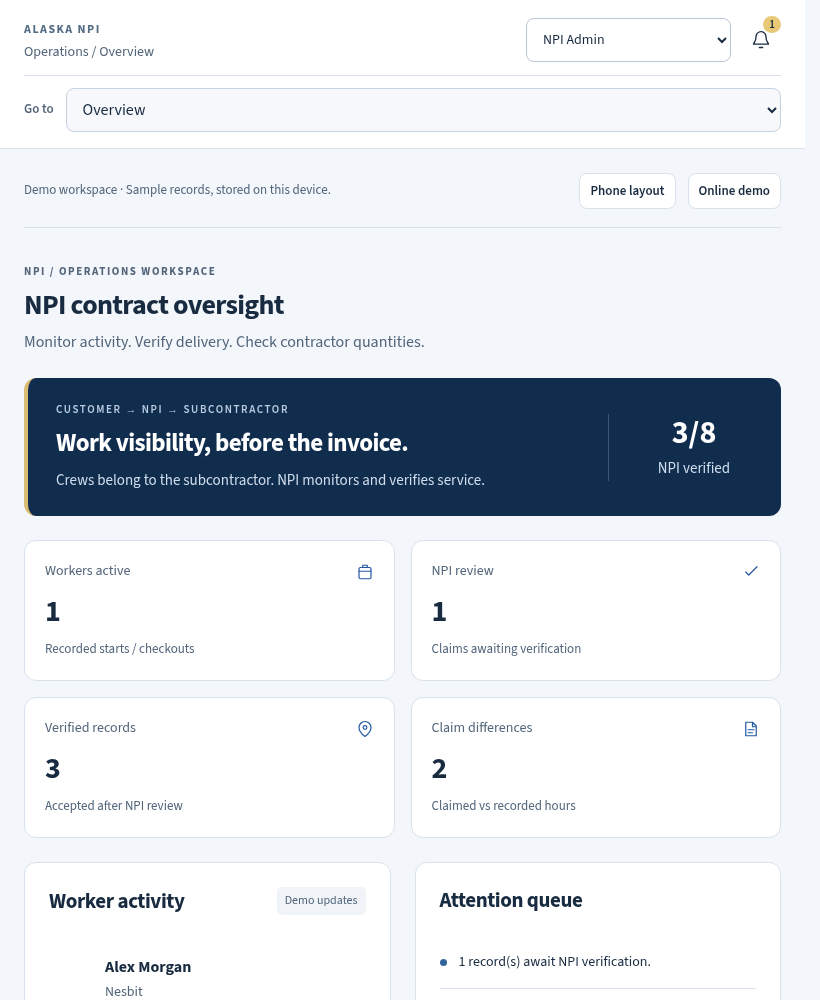 ALASKA NPI
Operations / Overview
NPI Admin
1
Go to
Overview
Demo workspace · Sample records, stored on this device.
Phone layout
Online demo
NPI / OPERATIONS WORKSPACE
NPI contract oversight
Monitor activity. Verify delivery. Check contractor quantities.
CUSTOMER → NPI → SUBCONTRACTOR
Work visibility, before the invoice.
Crews belong to the subcontractor. NPI monitors and verifies service.
3/8
NPI verified
Workers active
1
Recorded starts / checkouts
NPI review
1
Claims awaiting verification
Verified records
3
Accepted after NPI review
Claim differences
2
Claimed vs recorded hours
Worker activity
Demo updates
Alex Morgan
Nesbit
Attention queue
1 record(s) await NPI verification.